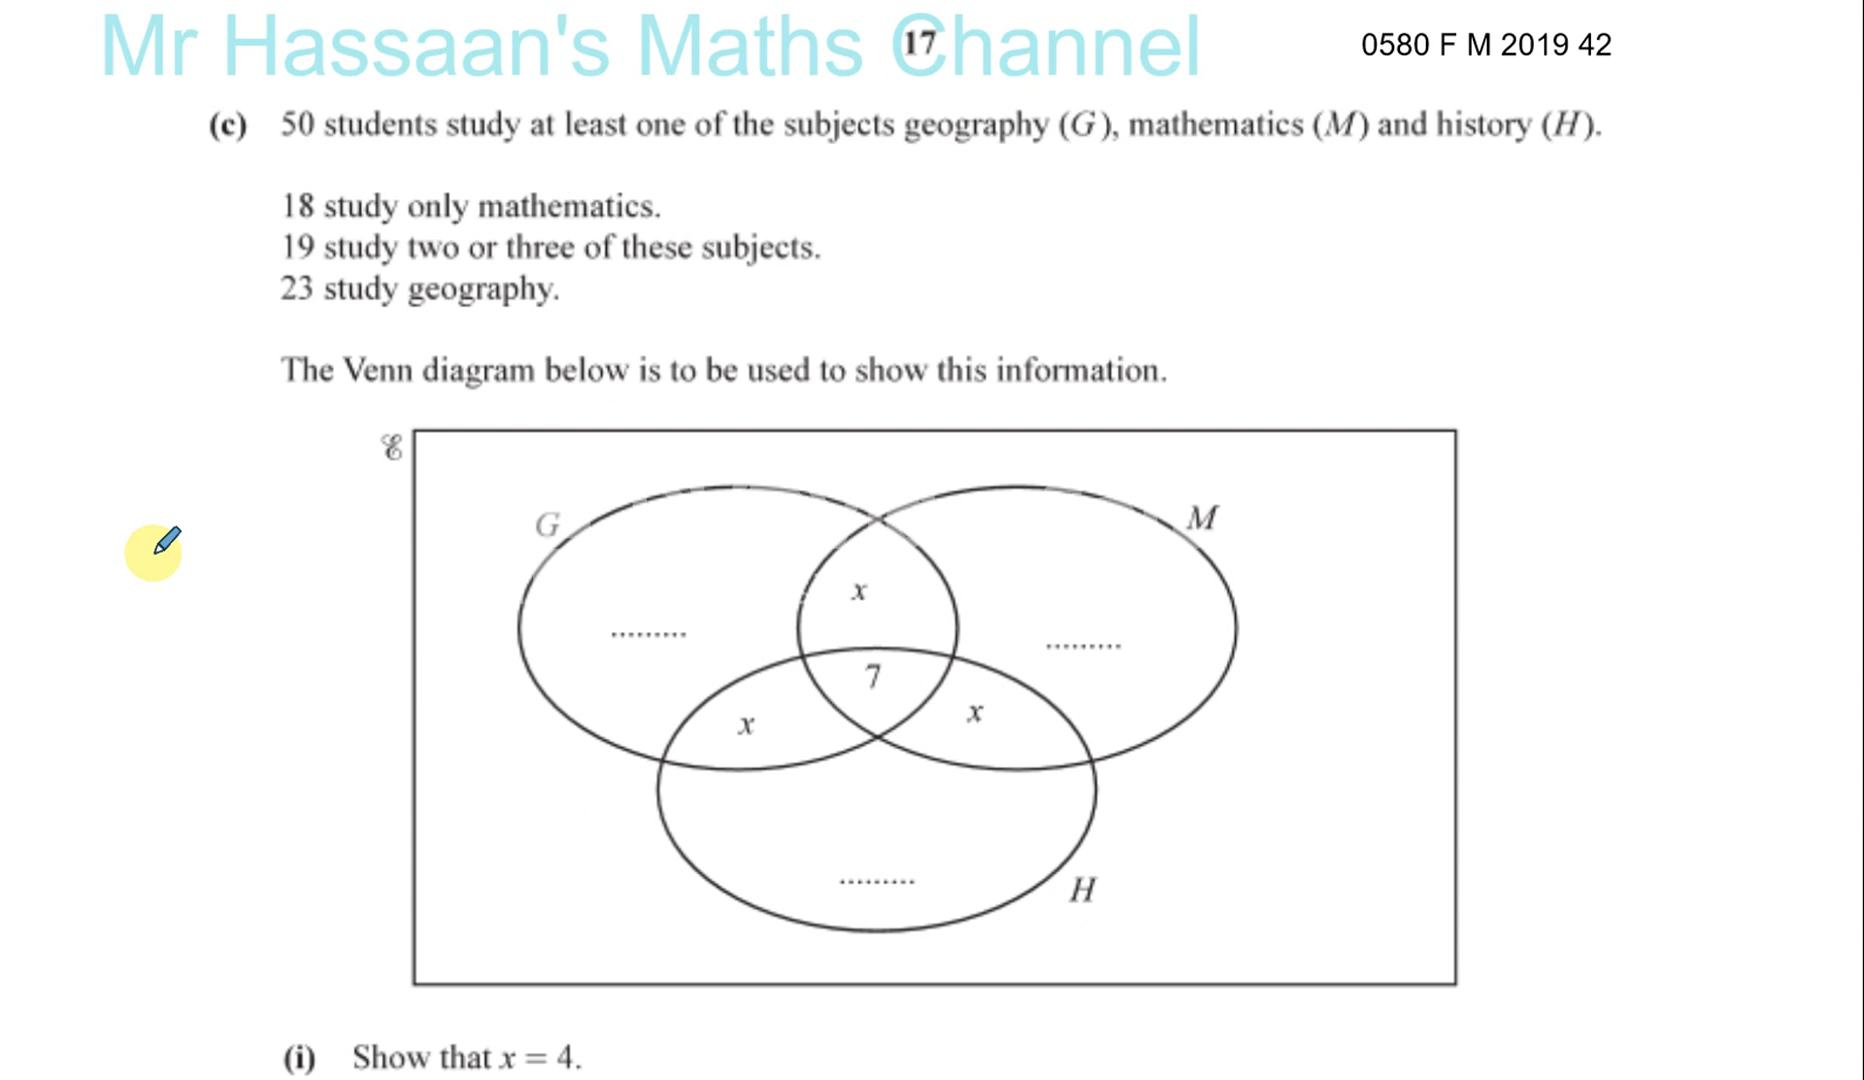 Mr Hassaan's Maths Channel
17
0580 F M 2019 42
(c) 50 students study at least one of the subjects geography (G), mathematics (M) and history (H).
18 study only mathematics.
19 study two or three of these subjects.
23 study geography.
The Venn diagram below is to be used to show this information.
ℰ
G
M
x
.........
.........
7
x
x
.........
H
(i) Show that x = 4.